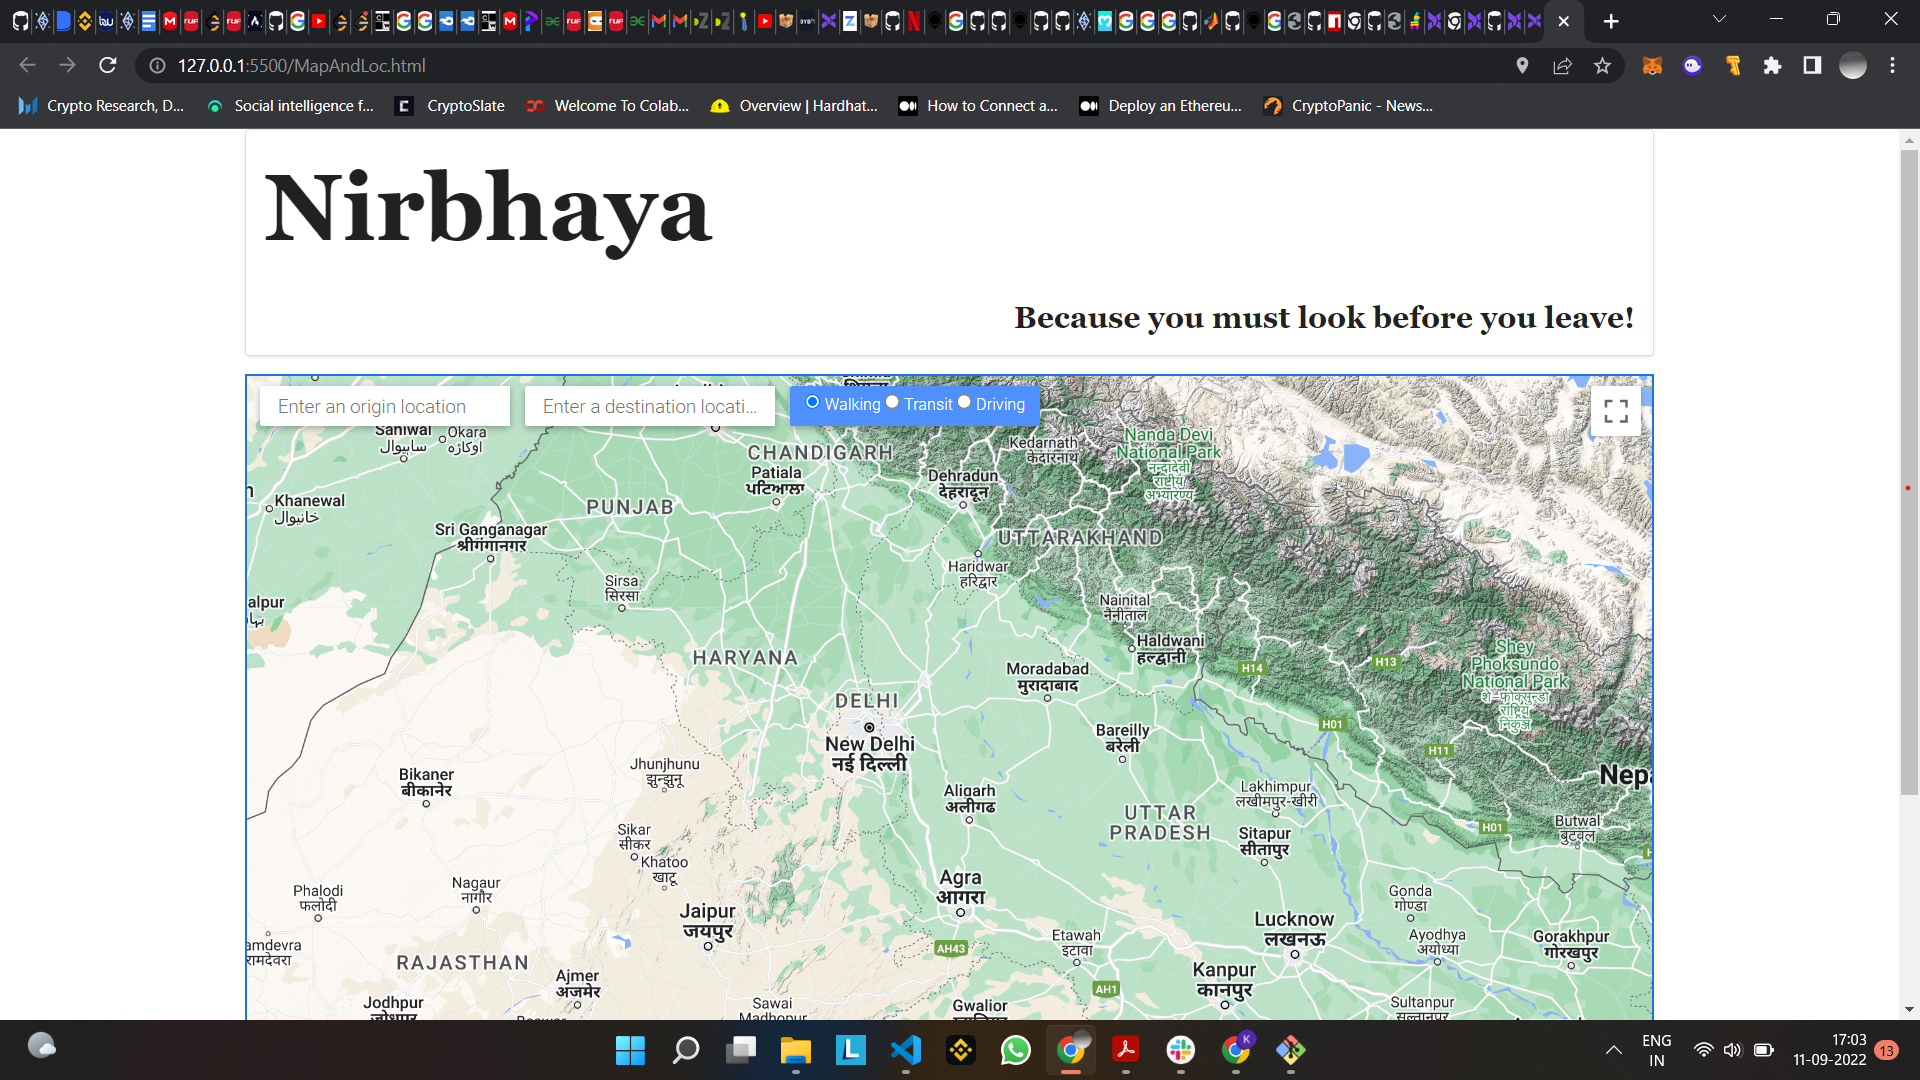 127.0.0.1:5500/MapAndLoc.html
Crypto Research, D...
Social intelligence f...
CryptoSlate
Welcome To Colab...
Overview | Hardhat...
How to Connect a...
Deploy an Ethereu...
CryptoPanic - News...
Nirbhaya
Because you must look before you leave!
Enter an origin location
Enter a destination locati...
Walking
Transit
Driving
Sahiwal
ساہیوال
Okara
اوکاڑہ
CHANDIGARH
Kedarnath
केदारनाथ
Nanda Devi
National Park
नन्दादेवी
राष्ट्रीय
अभ्यारण्य
Patiala
ਪਟਿਆਲਾ
Dehradun
देहरादून
Khanewal
خانیوال
PUNJAB
Sri Ganganagar
श्रीगंगानगर
UTTARAKHAND
Haridwar
हरिद्वार
Sirsa
सिरसा
alpur
Nainital
नैनीताल
Haldwani
हल्द्वानी
HARYANA
Moradabad
मुरादाबाद
H14
H13
Shey
Phoksundo
National Park
शे-फोक्सुन्डो
राष्ट्रिय
निकुञ्ज
DELHI
New Delhi
नई दिल्ली
Bareilly
बरेली
H01
H11
Jhunjhunu
झुन्झुनू
Bikaner
बीकानेर
Nep
Aligarh
अलीगढ
Lakhimpur
लखीमपुर-खीरी
UTTAR
PRADESH
Sikar
सीकर
Sitapur
सीतापुर
H01
Butwal
बुटवल
Khatoo
खाटू
Phalodi
फलोदी
Nagaur
नागौर
Agra
आगरा
Gonda
गोण्डा
Jaipur
जयपुर
Lucknow
लखनऊ
amdevra
रामदेवरा
AH43
Etawah
इटावा
Ayodhya
अयोध्या
Gorakhpur
गोरखपुर
RAJASTHAN
Ajmer
अजमेर
Kanpur
कानपुर
AH1
Jodhpur
जोधपुर
Sawai
Madhopur
Gwalior
Sultanpur
सुल्तानपुर
ENG
IN
17:03
11-09-2022
13